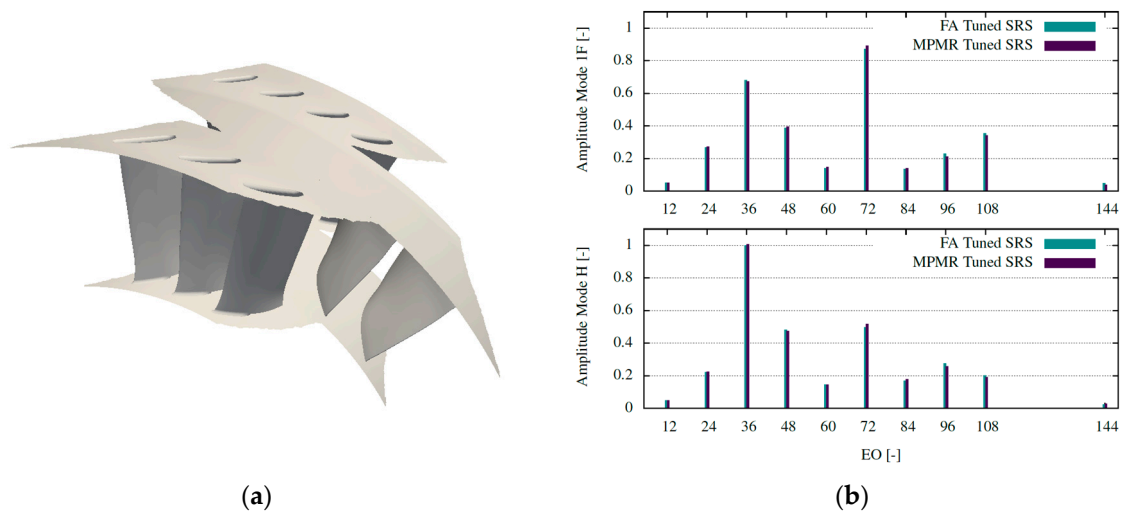 FA Tuned SRS
MPMR Tuned SRS
Amplitude Mode 1F [-]
1
0.8
0.6
0.4
0.2
0
12 24 36 48 60 72 84 96 108 144
FA Tuned SRS
MPMR Tuned SRS
Amplitude Mode H [-]
1
0.8
0.6
0.4
0.2
0
12 24 36 48 60 72 84 96 108 144
EO [-]
(a) (b)